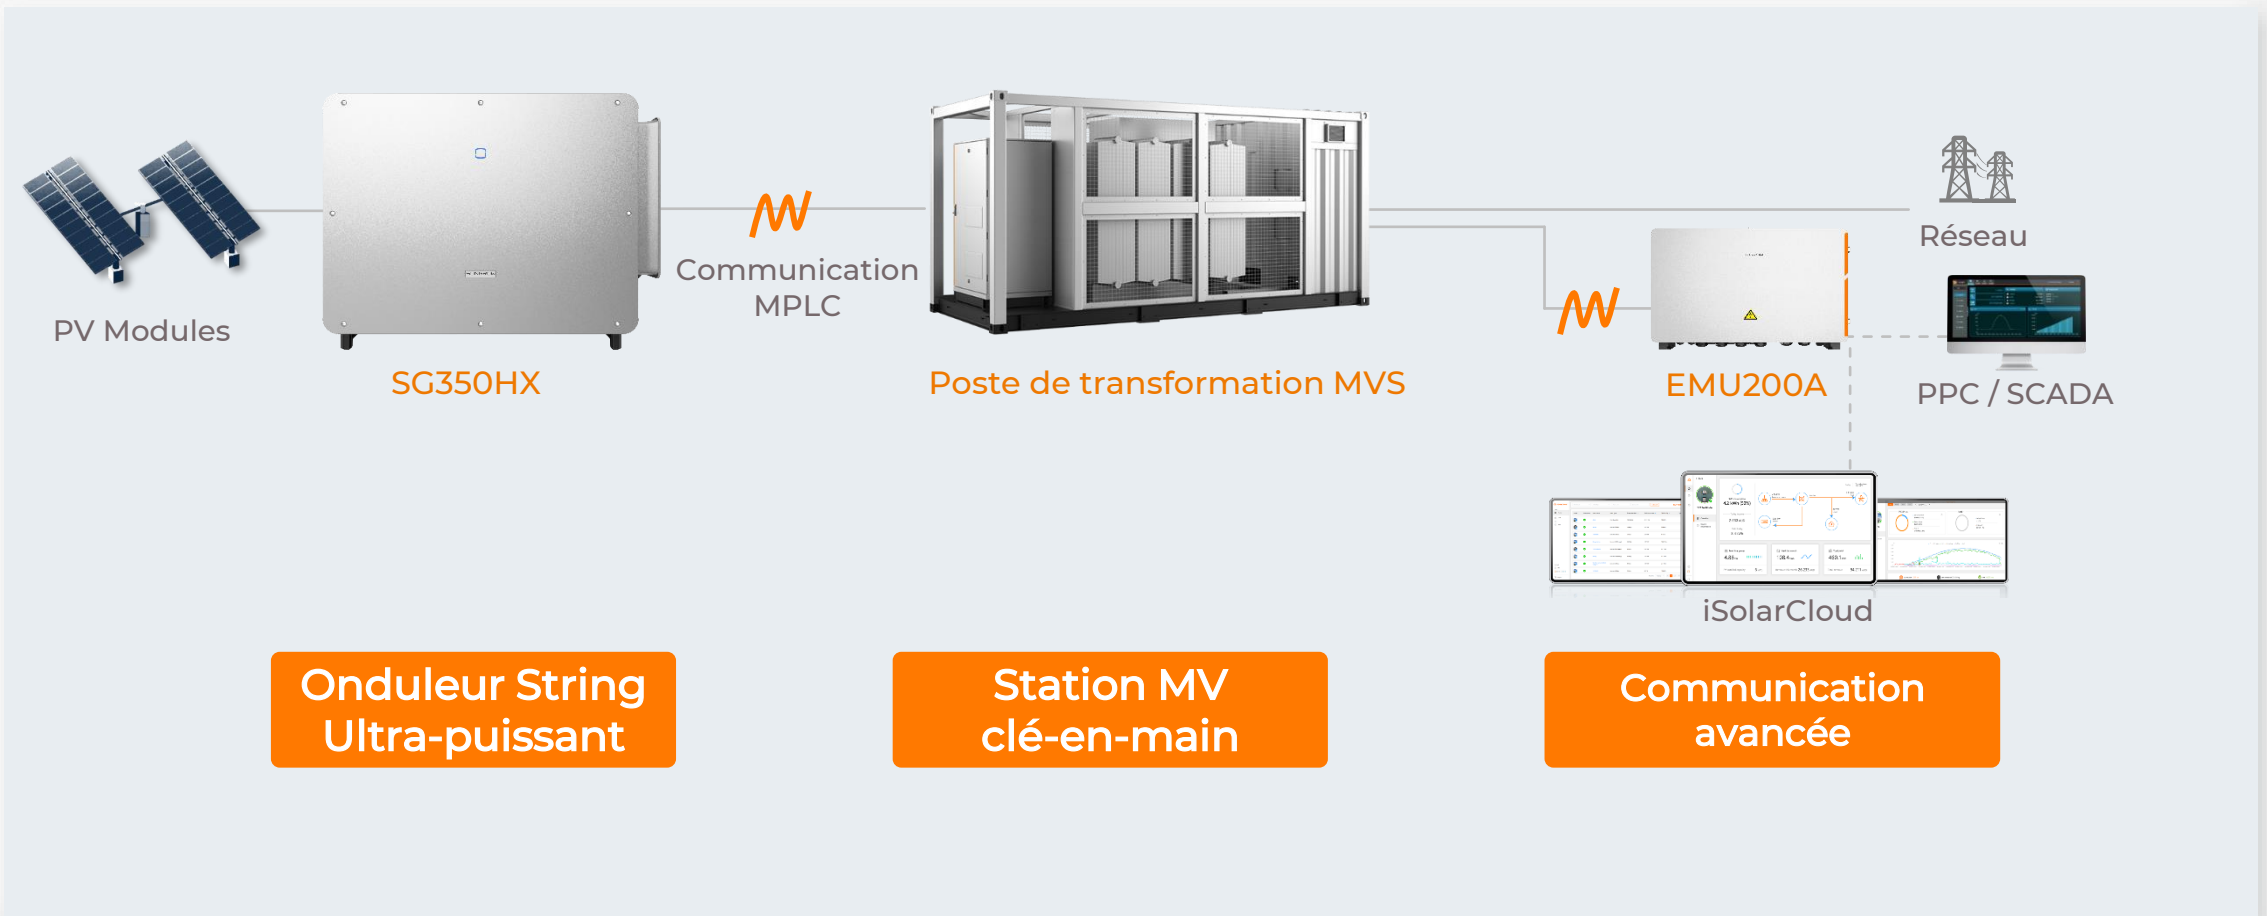 PV Modules
SG350HX
Communication
MPLC
Poste de transformation MVS
EMU200A
Réseau
PPC / SCADA
iSolarCloud
Onduleur String
Ultra-puissant
Station MV
clé-en-main
Communication
avancée